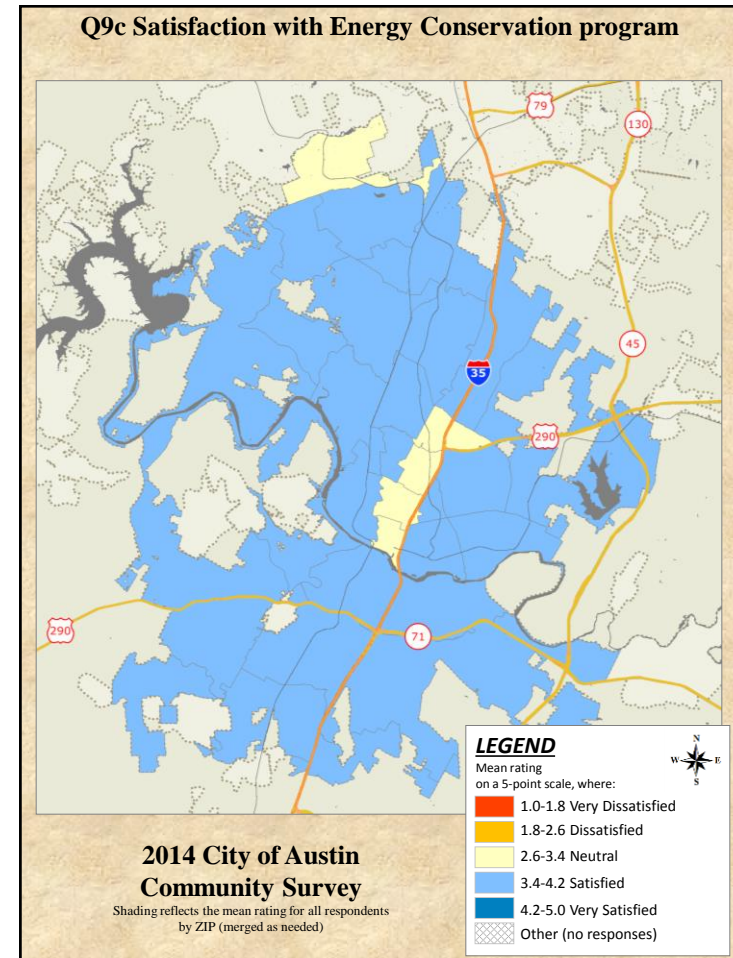 Q9c Satisfaction with Energy Conservation program
79
130
45
35
290
290
71
LEGEND
Mean rating
on a 5-point scale, where:
1.0-1.8 Very Dissatisfied
1.8-2.6 Dissatisfied
2.6-3.4 Neutral
3.4-4.2 Satisfied
4.2-5.0 Very Satisfied
Other (no responses)
N
W E
S
2014 City of Austin
Community Survey
Shading reflects the mean rating for all respondents
by ZIP (merged as needed)